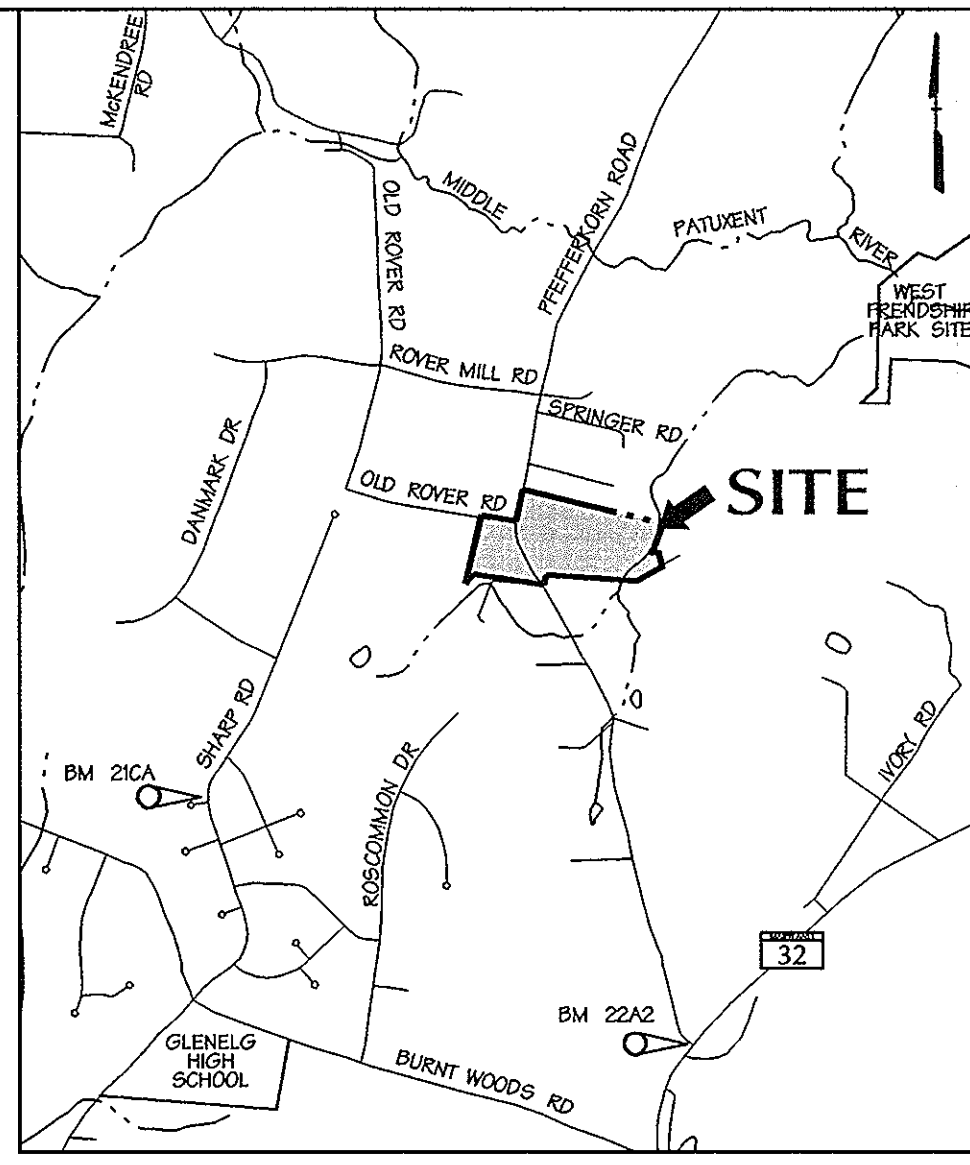 McKENDREE
RD
OLD ROVER RD
MIDDLE
PFEFFERKORN ROAD
PATUXENT
RIVER
WEST
FRENDSHIP
PARK SITE
ROVER MILL RD
SPRINGER RD
DANMARK DR
OLD ROVER RD
SITE
SHARP RD
BM 21CA
ROSCOMMON DR
IVORY RD
32
BM 22A2
GLENELG
HIGH
SCHOOL
BURNT WOODS RD